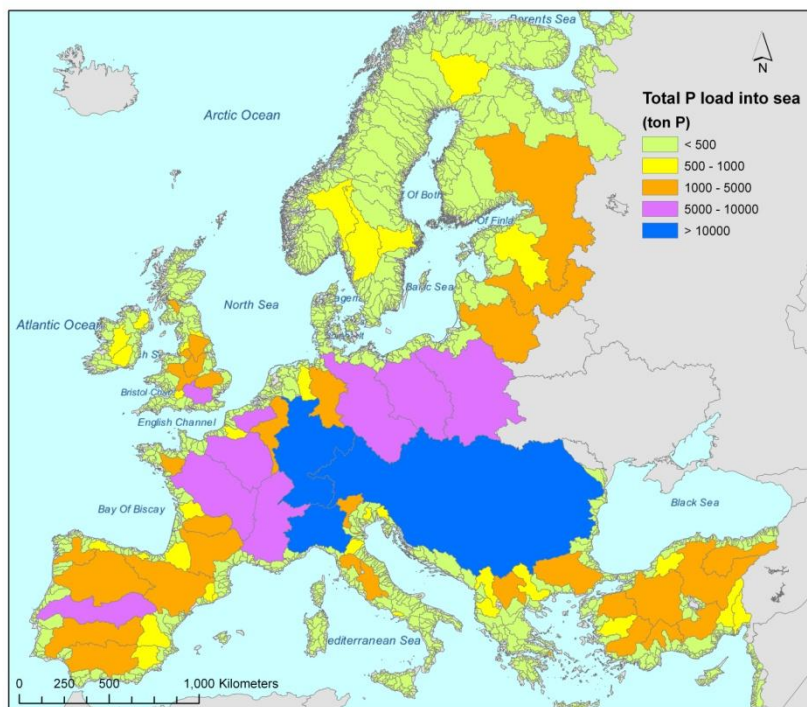 Barents Sea
N
Total P load into sea
(ton P)
< 500
500 - 1000
1000 - 5000
5000 - 10000
> 10000
Arctic Ocean
Of Both
Of Finla
North Sea
Baltic Sea
Atlantic Ocean
Bristol
English Channel
Bay Of Biscay
Black Sea
Mediterranean Sea
0 250 500 1,000 Kilometers